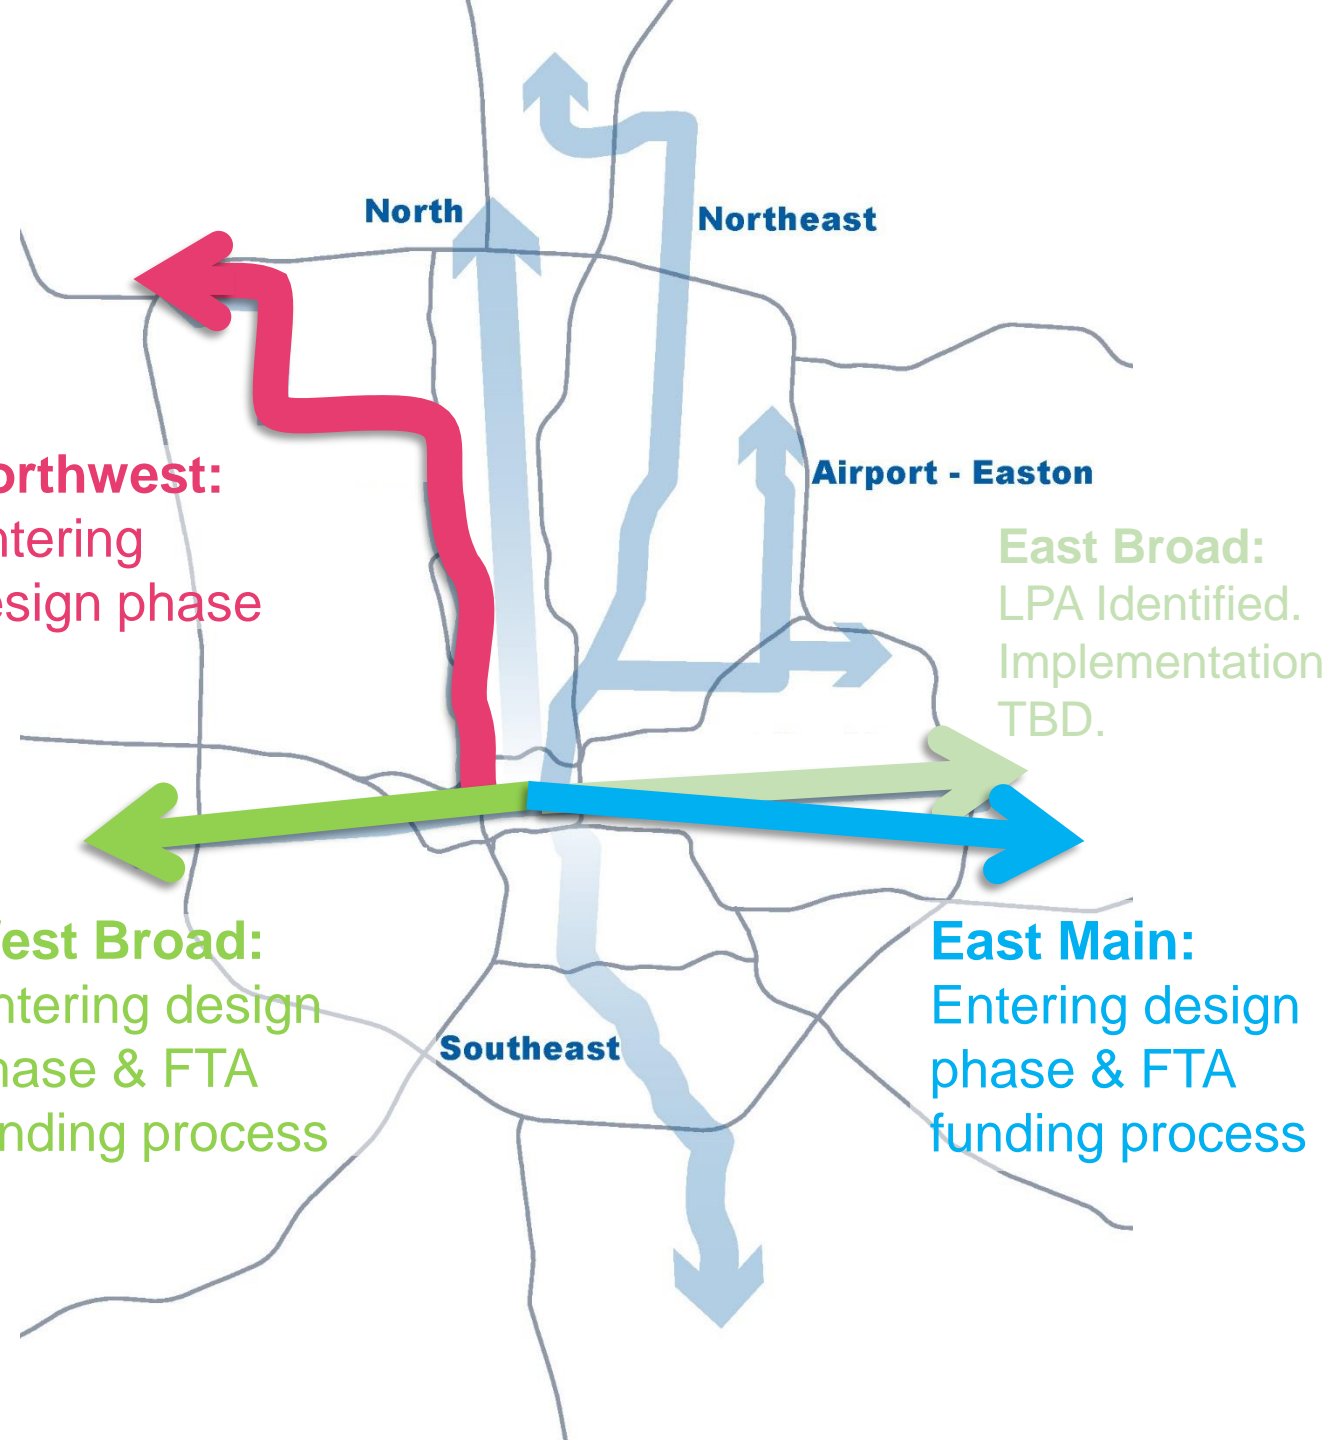 North
Northeast
orthwest:
ntering
esign phase
Airport - Easton
East Broad:
LPA Identified.
Implementation
TBD.
est Broad:
ntering design
hase & FTA
nding process
East Main:
Entering design
phase & FTA
funding process
Southeast